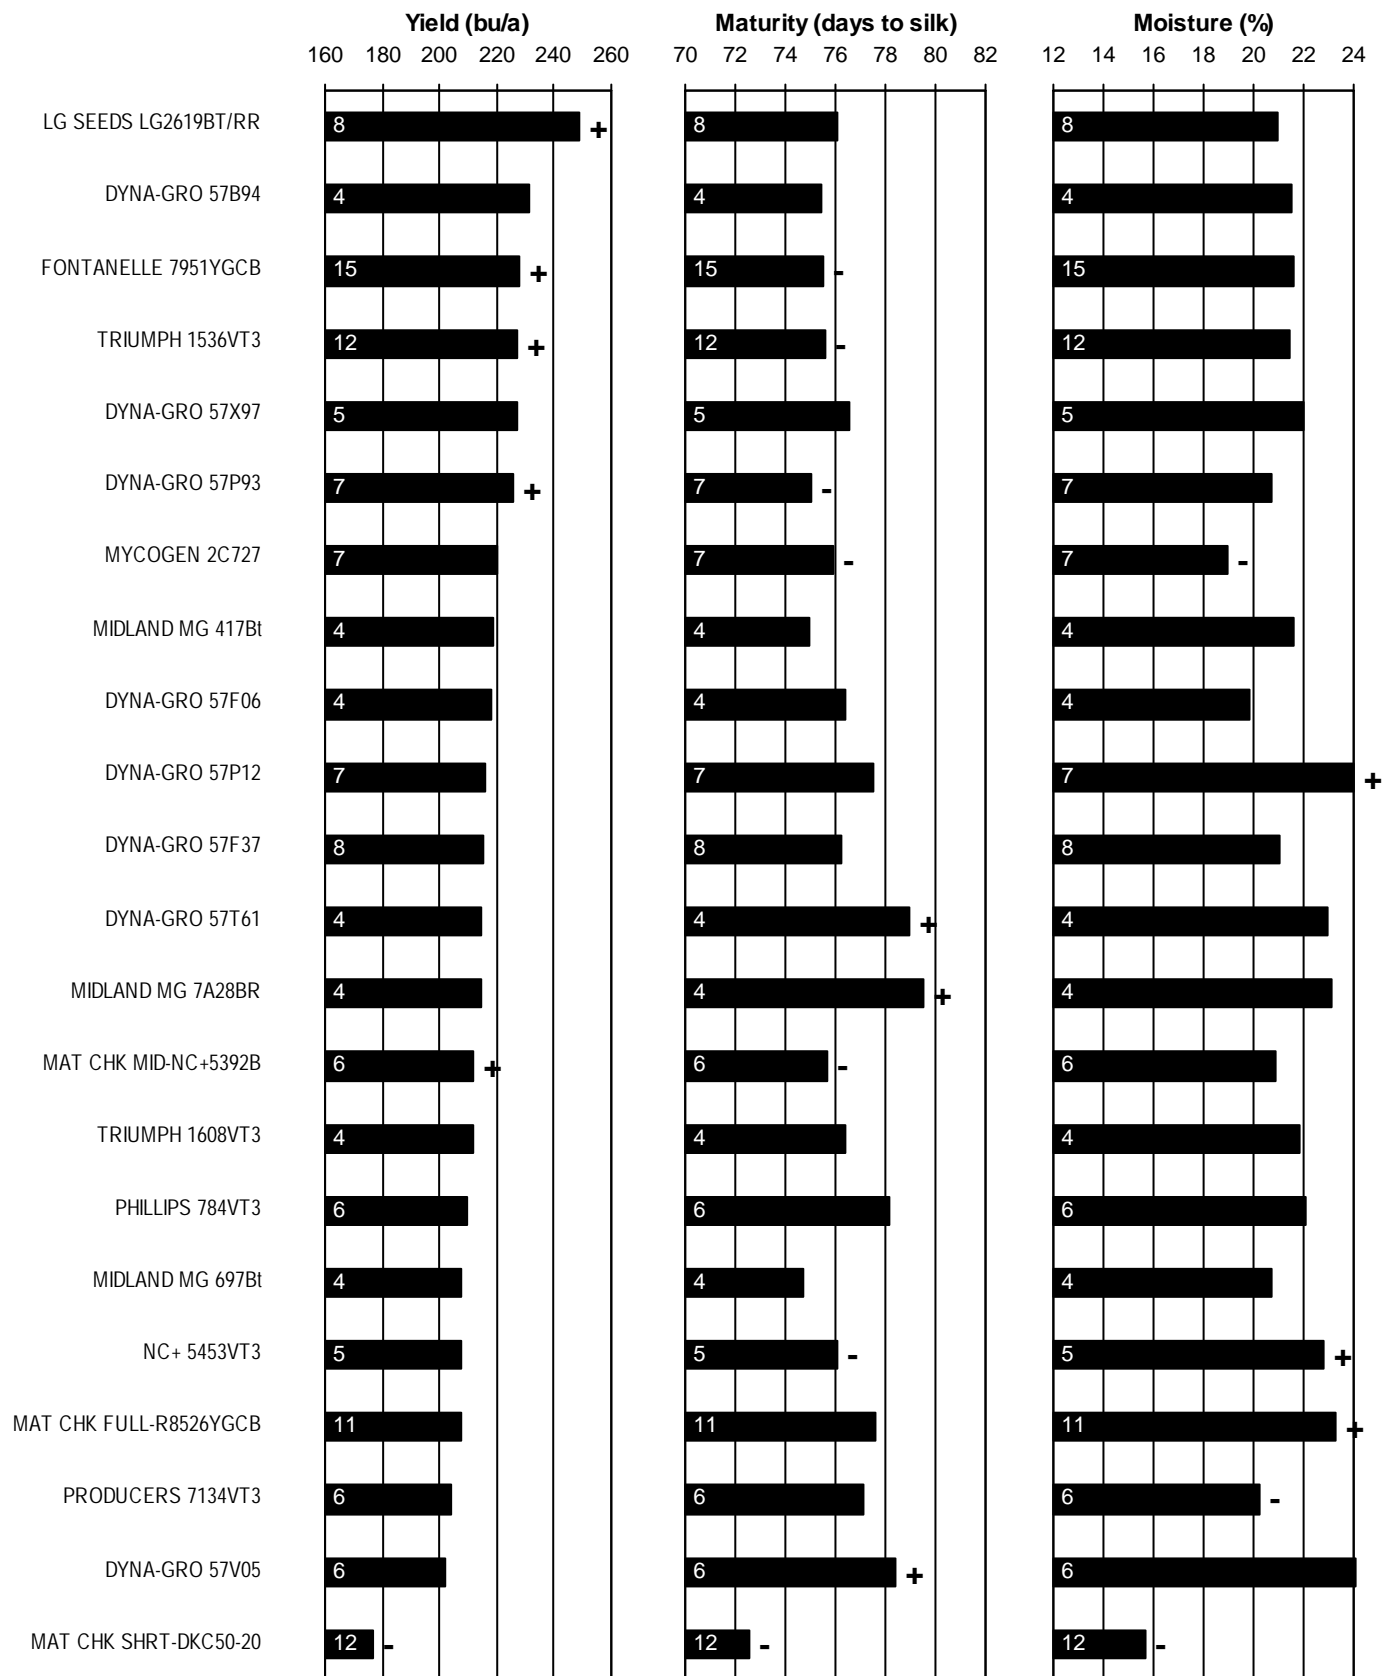 Yield (bu/a) Maturity (days to silk) Moisture (%)
160 180 200 220 240 260 70 72 74 76 78 80 82 12 14 16 18 20 22 24
LG SEEDS LG2619BT/RR 8 + 8 8
DYNA-GRO 57B94 4 4 4
FONTANELLE 7951YGCB 15 + 15 - 15
TRIUMPH 1536VT3 12 + 12 - 12
DYNA-GRO 57X97 5 5 5
DYNA-GRO 57P93 7 + 7 - 7
MYCOGEN 2C727 7 7 - 7 -
MIDLAND MG 417Bt 4 4 4
DYNA-GRO 57F06 4 4 4
DYNA-GRO 57P12 7 7 7 +
DYNA-GRO 57F37 8 8 8
DYNA-GRO 57T61 4 4 + 4
MIDLAND MG 7A28BR 4 4 + 4
MAT CHK MID-NC+5392B 6 + 6 - 6
TRIUMPH 1608VT3 4 4 4
PHILLIPS 784VT3 6 6 6
MIDLAND MG 697Bt 4 4 4
NC+ 5453VT3 5 5 - 5 +
MAT CHK FULL-R8526YGCB 11 11 11 +
PRODUCERS 7134VT3 6 6 6 -
DYNA-GRO 57V05 6 6 + 6
MAT CHK SHRT-DKC50-20 12 - 12 - 12 -